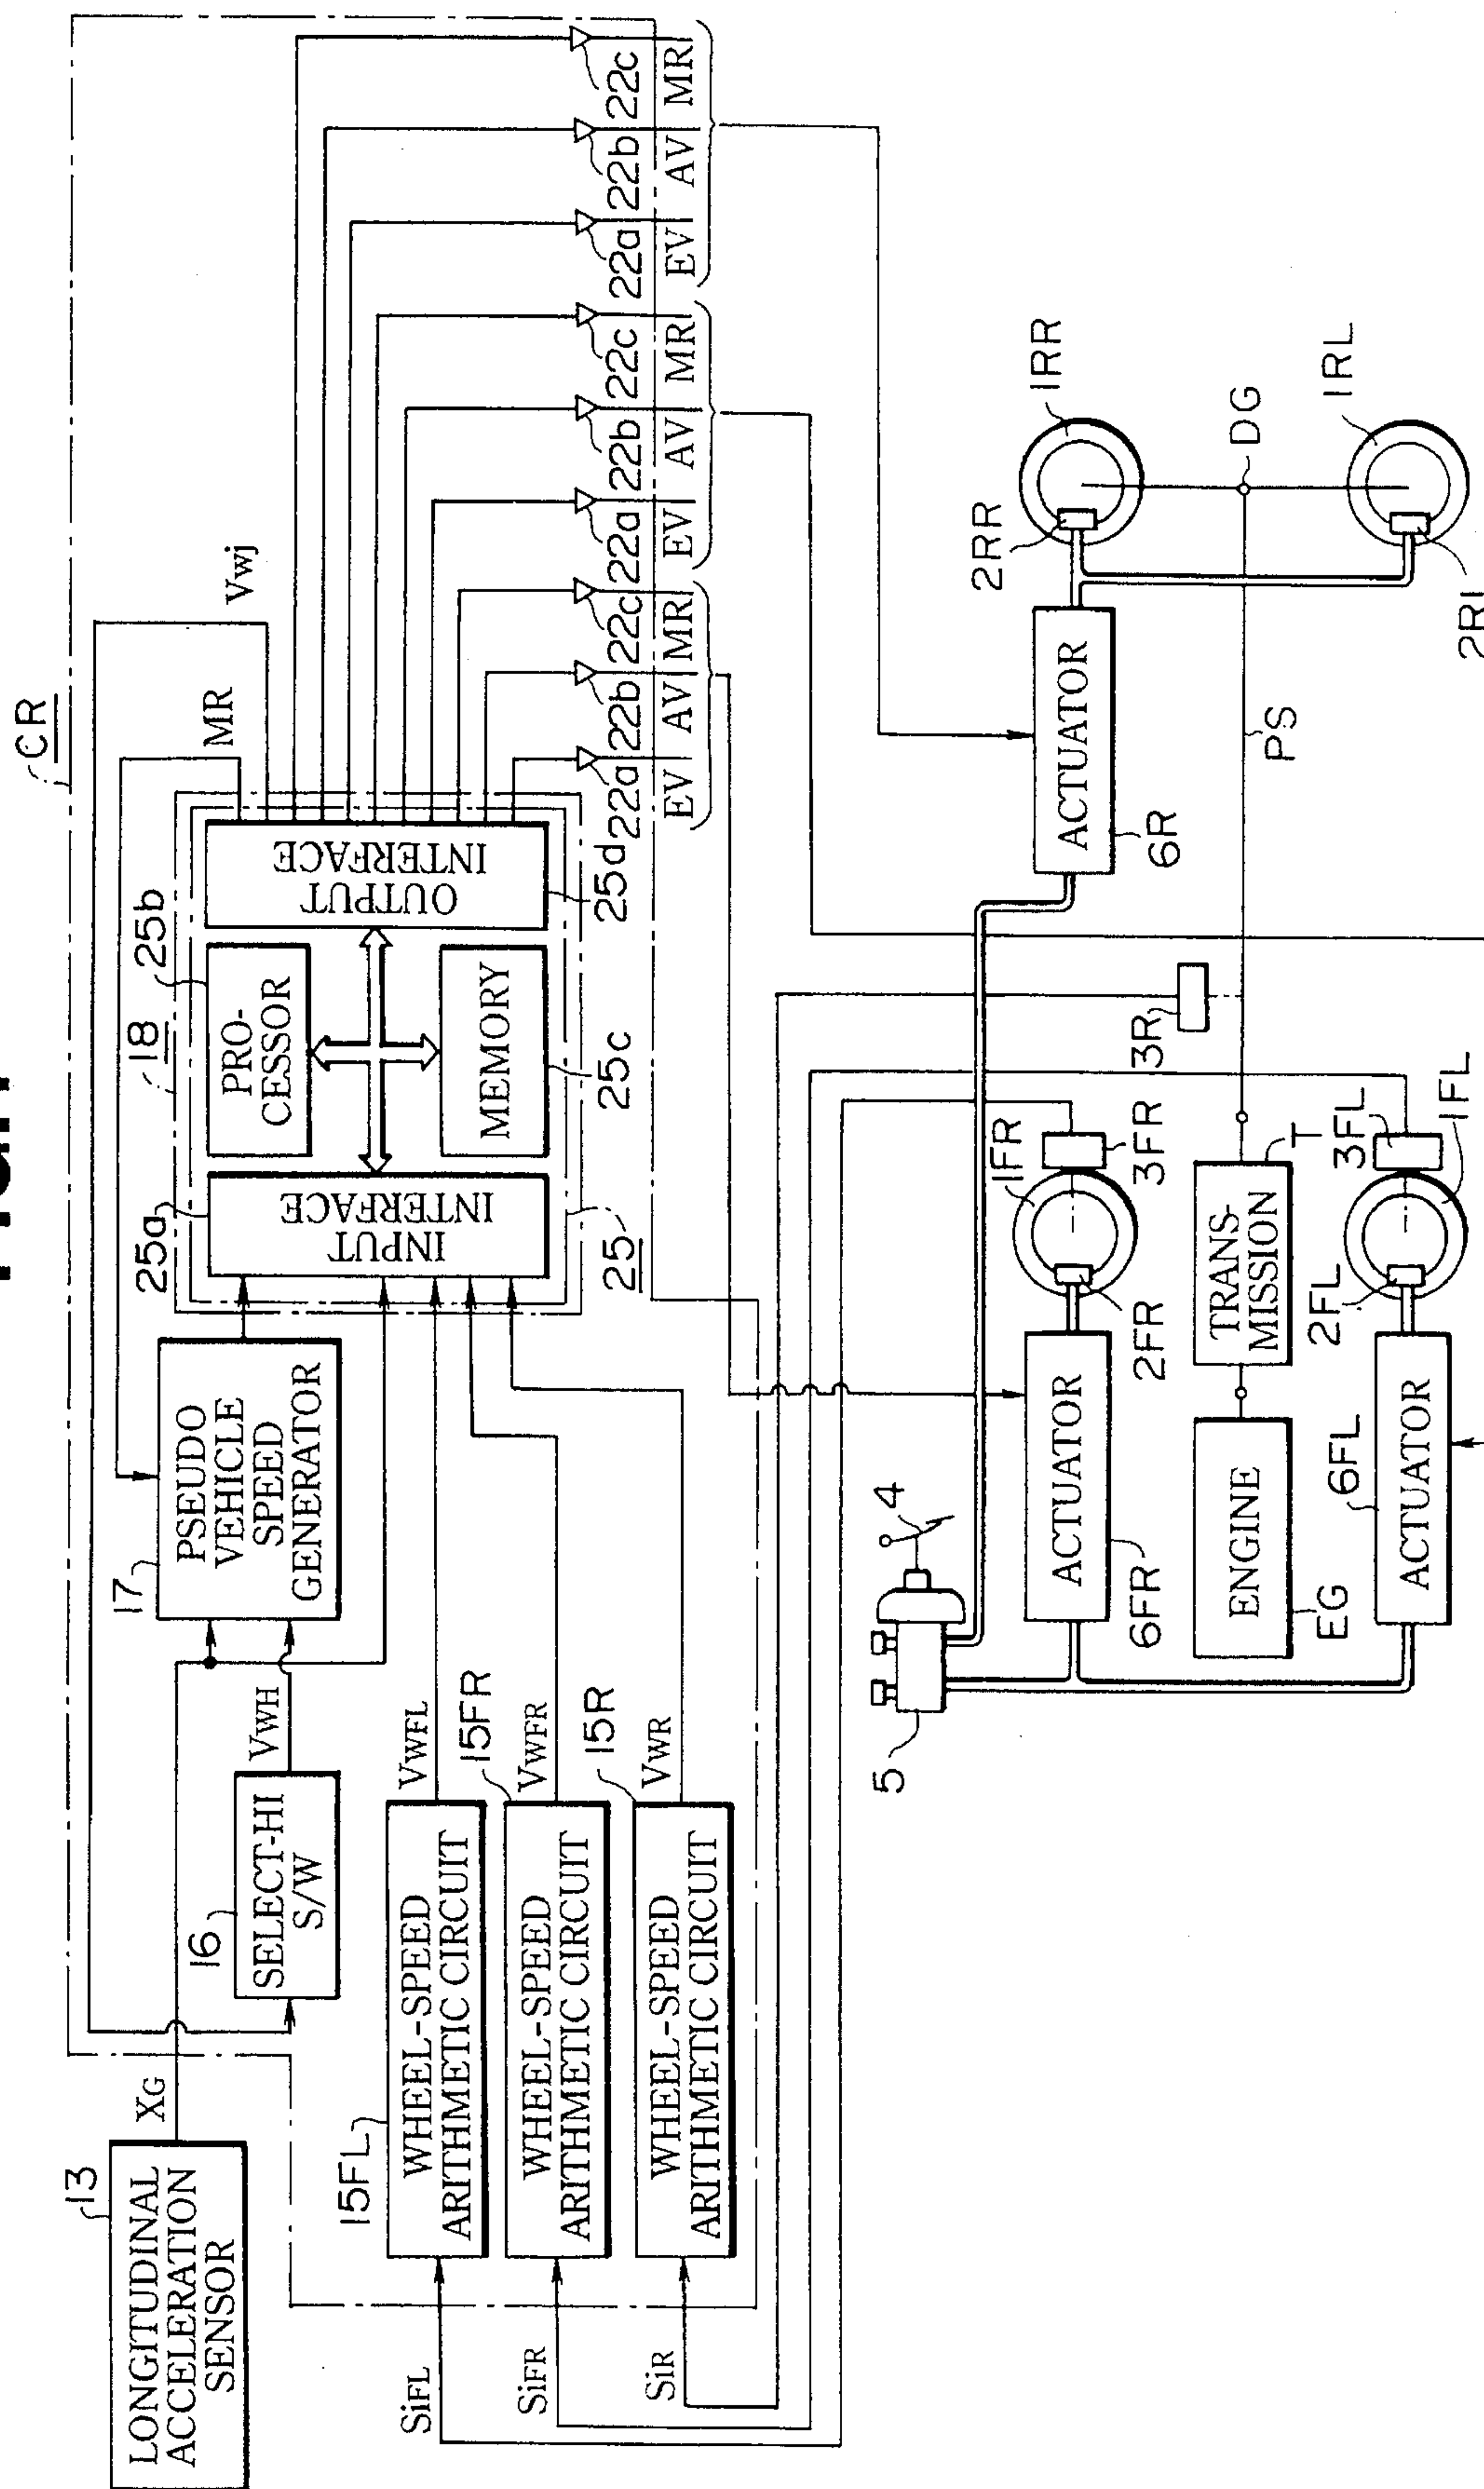 CR
13
LONGITUDINAL
ACCELERATION
SENSOR
XG
16
SELECT-HI
S/W
VWH
17
PSEUDO
VEHICLE
SPEED
GENERATOR
18
25a
INPUT
INTERFACE
25b
PRO-
CESSOR
MEMORY
25c
OUTPUT
INTERFACE
25d
25
MR
Vwj
SiFL
15FL
WHEEL-SPEED
ARITHMETIC CIRCUIT
VWFL
SiFR
15FR
WHEEL-SPEED
ARITHMETIC CIRCUIT
VWFR
SiR
15R
WHEEL-SPEED
ARITHMETIC CIRCUIT
VWR
22a 22b 22c 22a 22b 22c 22a 22b 22c
EV AV MR EV AV MR EV AV MR
5
4
ACTUATOR
6FR
2FR
1FR
3FR
ENGINE
EG
TRANS-
MISSION
T
6FL
ACTUATOR
2FL
3FL
1FL
3R
PS
ACTUATOR
6R
2RR
1RR
DG
1RL